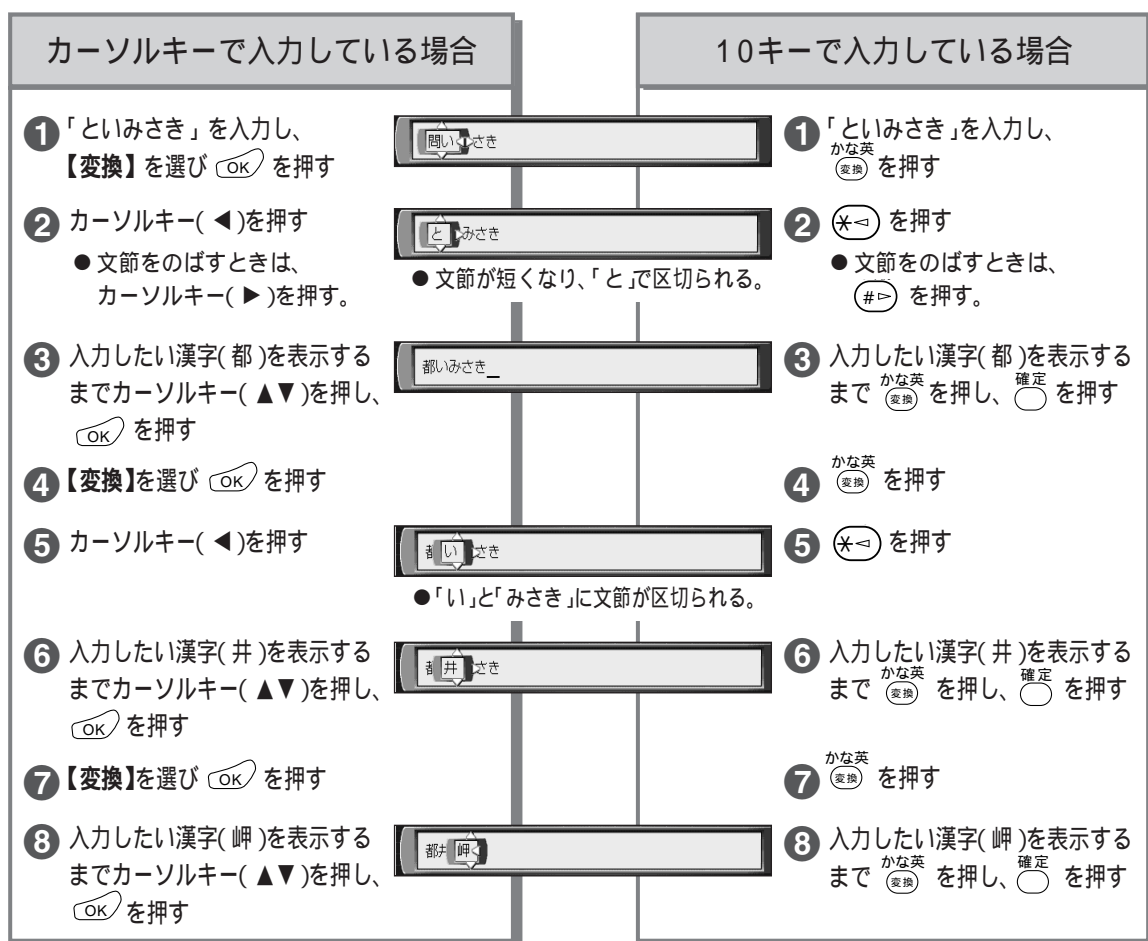 カーソルキーで入力している場合
❶「といみさき」を入力し、
【変換】を選び OK を押す
❷ カーソルキー(◀)を押す
● 文節をのばすときは、
カーソルキー(▶)を押す。
❸ 入力したい漢字(都)を表示する
までカーソルキー(▲▼)を押し、
OK を押す
❹【変換】を選び OK を押す
❺ カーソルキー(◀)を押す
❻ 入力したい漢字(井)を表示する
までカーソルキー(▲▼)を押し、
OK を押す
❼【変換】を選び OK を押す
❽ 入力したい漢字(岬)を表示する
までカーソルキー(▲▼)を押し、
OK を押す
問い さき
と みさき
● 文節が短くなり、「と」で区切られる。
都いみさき_
い さき
●「い」と「みさき」に文節が区切られる。
井 さき
都井 岬
10キーで入力している場合
❶「といみさき」を入力し、
かな英
変換 を押す
❷ ＊◁ を押す
● 文節をのばすときは、
#▷ を押す。
❸ 入力したい漢字(都)を表示する
まで かな英 変換 を押し、確定 を押す
❹ かな英 変換 を押す
❺ ＊◁ を押す
❻ 入力したい漢字(井)を表示する
まで かな英 変換 を押し、確定 を押す
❼ かな英 変換 を押す
❽ 入力したい漢字(岬)を表示する
まで かな英 変換 を押し、確定 を押す